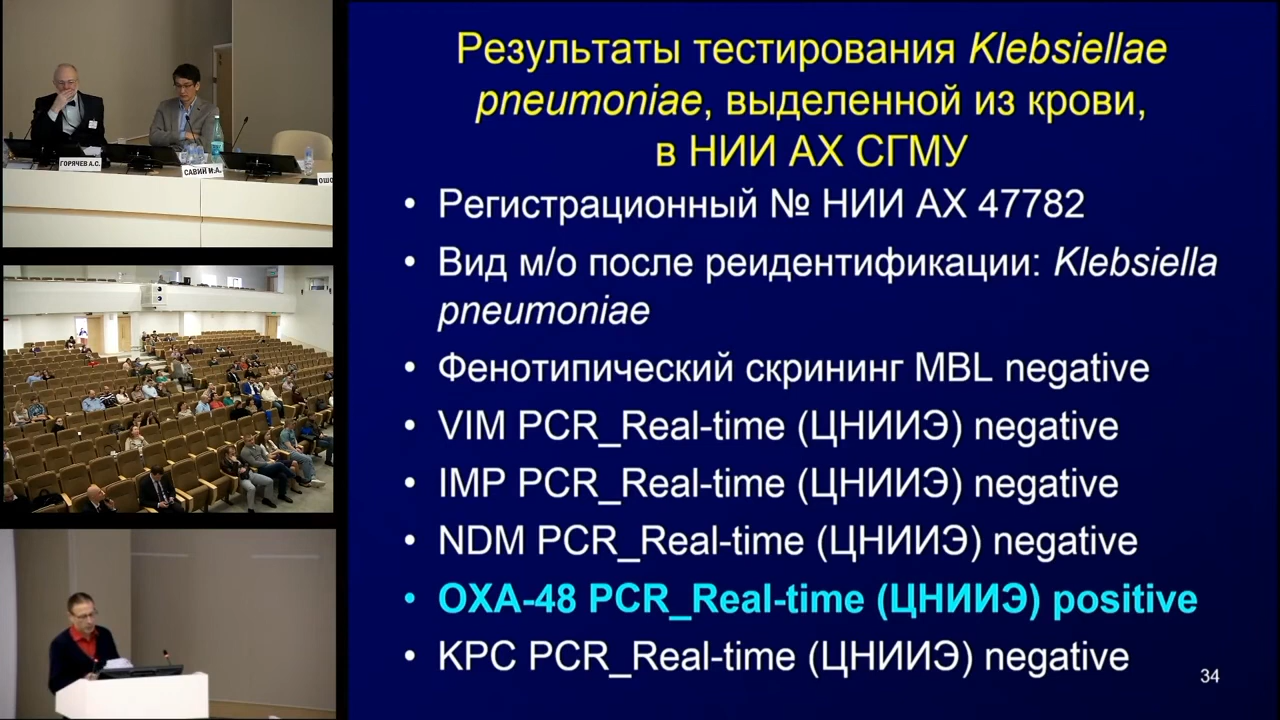 ГОРЯЧЕВ А.С.
САВИН И.А.
ОШО
Результаты тестирования Klebsiellae
pneumoniae, выделенной из крови,
в НИИ АХ СГМУ
• Регистрационный № НИИ АХ 47782
• Вид м/о после реидентификации: Klebsiella
pneumoniae
• Фенотипический скрининг MBL negative
• VIM PCR_Real-time (ЦНИИЭ) negative
• IMP PCR_Real-time (ЦНИИЭ) negative
• NDM PCR_Real-time (ЦНИИЭ) negative
• OXA-48 PCR_Real-time (ЦНИИЭ) positive
• KPC PCR_Real-time (ЦНИИЭ) negative
34